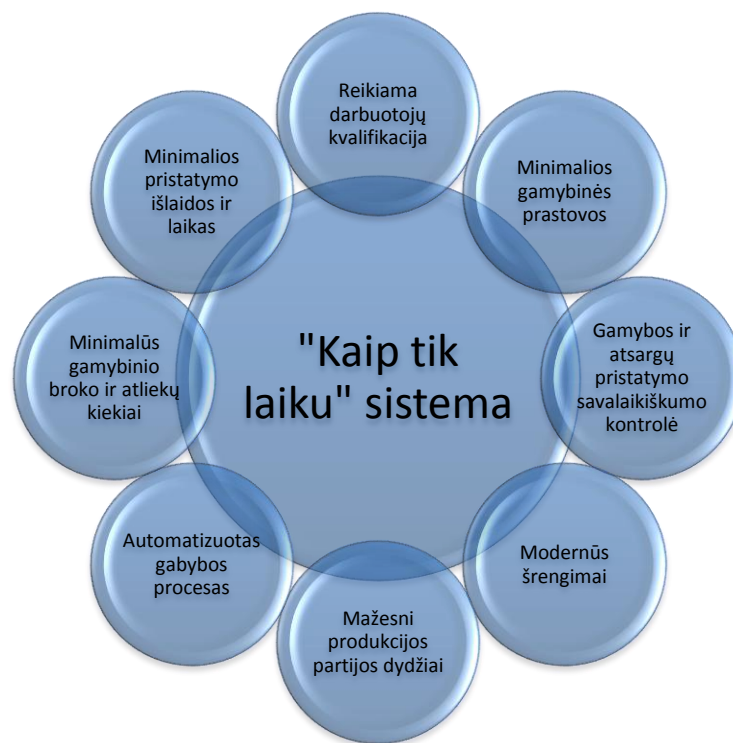 Reikiama
darbuotojų
kvalifikacija
Minimalios
pristatymo
išlaidos ir
laikas
Minimalios
gamybinės
prastovos
"Kaip tik
laiku" sistema
Minimalūs
gamybinio
broko ir atliekų
kiekiai
Gamybos ir
atsargų
pristatymo
savalaikiškumo
kontrolė
Automatizuotas
gabybos
procesas
Modernūs
šrengimai
Mažesni
produkcijos
partijos dydžiai